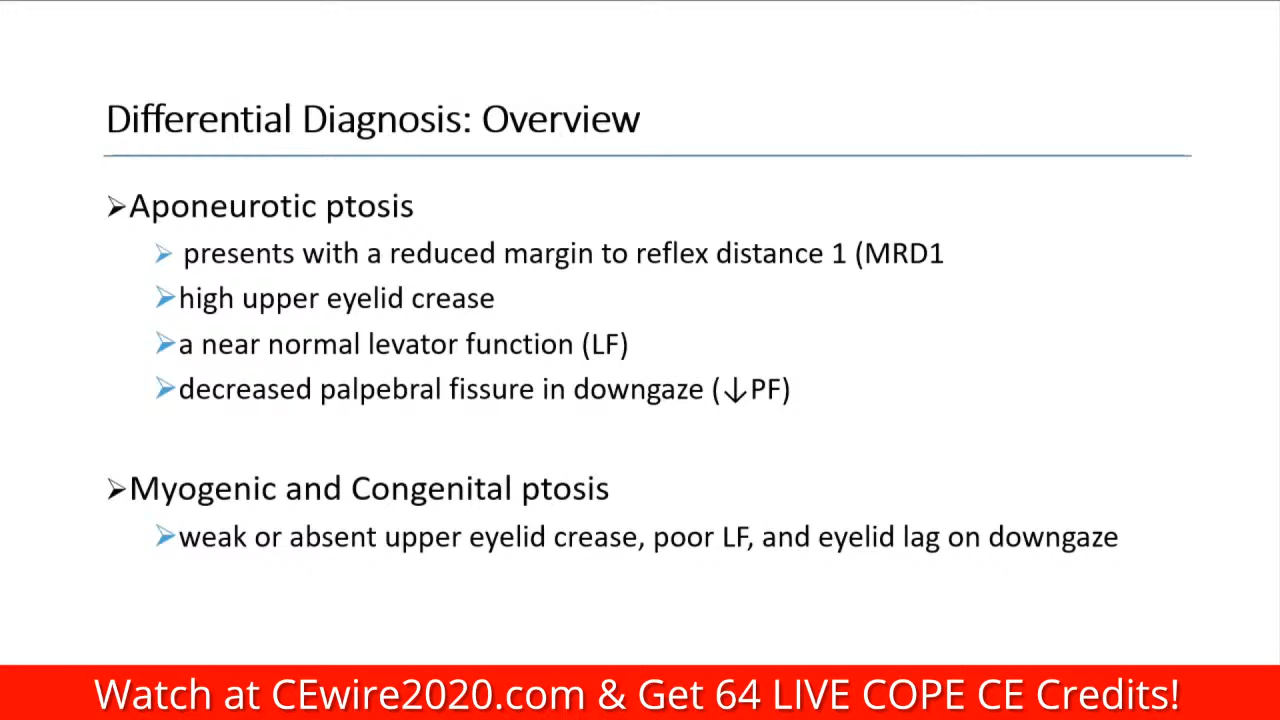 Differential Diagnosis: Overview
➢Aponeurotic ptosis
➢ presents with a reduced margin to reflex distance 1 (MRD1
➢high upper eyelid crease
➢a near normal levator function (LF)
➢decreased palpebral fissure in downgaze (↓PF)
➢Myogenic and Congenital ptosis
➢weak or absent upper eyelid crease, poor LF, and eyelid lag on downgaze
Watch at CEwire2020.com & Get 64 LIVE COPE CE Credits!